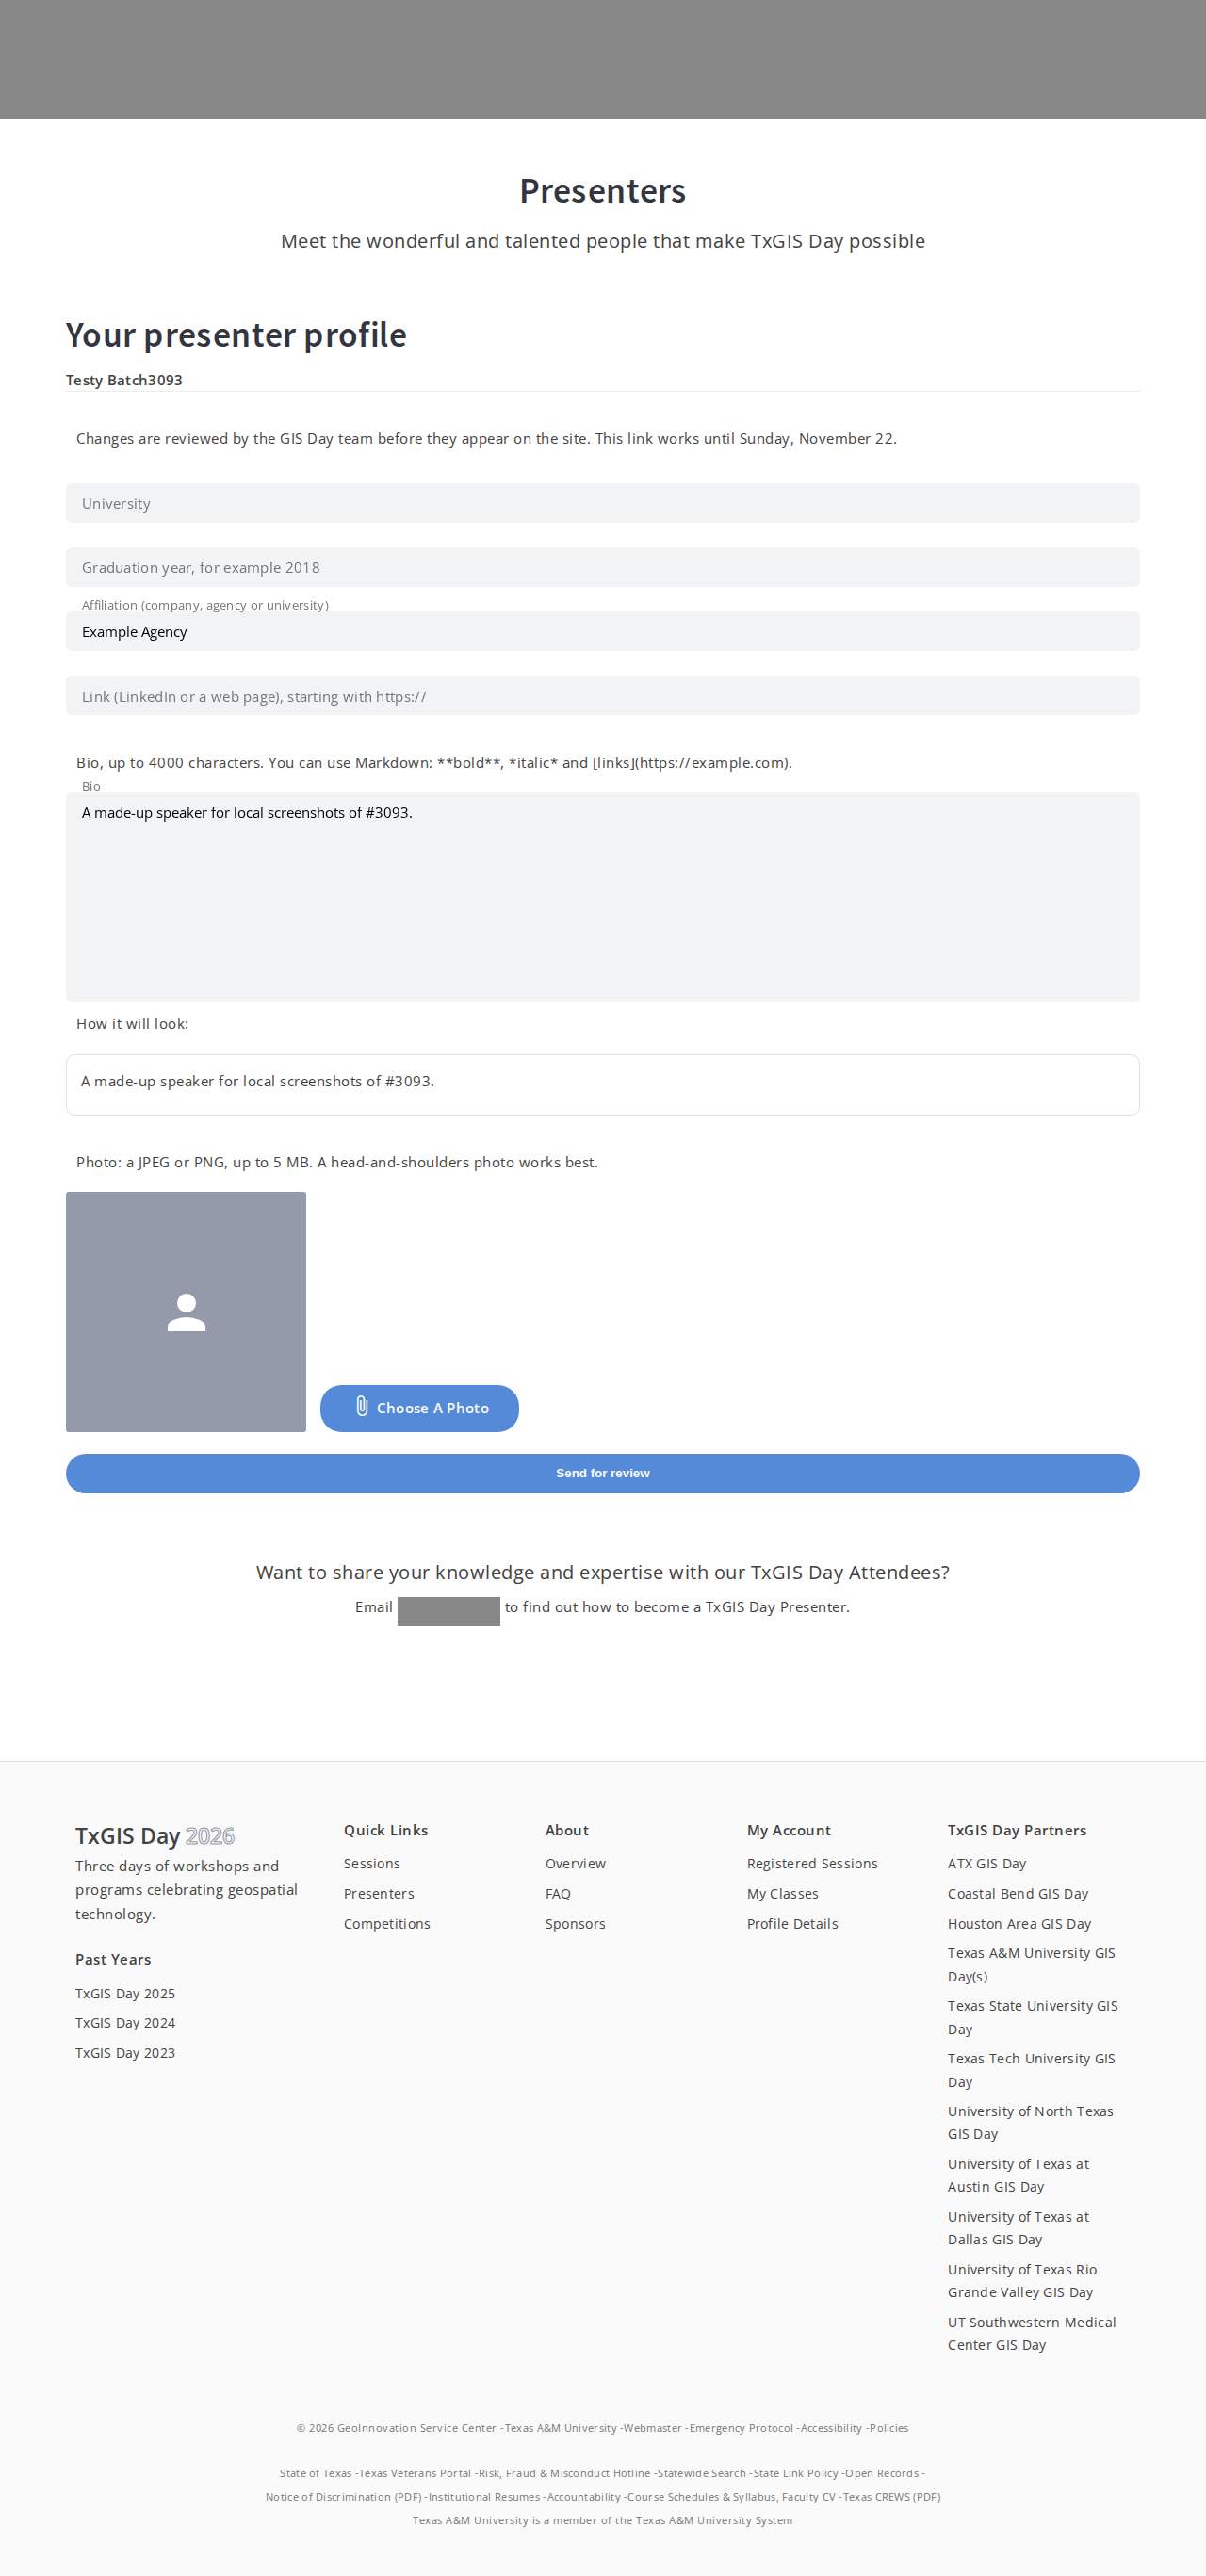 Presenters
Meet the wonderful and talented people that make TxGIS Day possible
Your presenter profile
Testy Batch3093
Changes are reviewed by the GIS Day team before they appear on the site. This link works until Sunday, November 22.
University
Graduation year, for example 2018
Affiliation (company, agency or university)
Example Agency
Link (LinkedIn or a web page), starting with https://
Bio, up to 4000 characters. You can use Markdown: **bold**, *italic* and [links](https://example.com).
Bio
A made-up speaker for local screenshots of #3093.
How it will look:
A made-up speaker for local screenshots of #3093.
Photo: a JPEG or PNG, up to 5 MB. A head-and-shoulders photo works best.
Choose A Photo
Send for review
Want to share your knowledge and expertise with our TxGIS Day Attendees?
Email to find out how to become a TxGIS Day Presenter.
TxGIS Day 2026
Three days of workshops and
programs celebrating geospatial
technology.
Past Years
TxGIS Day 2025
TxGIS Day 2024
TxGIS Day 2023
Quick Links
Sessions
Presenters
Competitions
About
Overview
FAQ
Sponsors
My Account
Registered Sessions
My Classes
Profile Details
TxGIS Day Partners
ATX GIS Day
Coastal Bend GIS Day
Houston Area GIS Day
Texas A&M University GIS
Day(s)
Texas State University GIS
Day
Texas Tech University GIS
Day
University of North Texas
GIS Day
University of Texas at
Austin GIS Day
University of Texas at
Dallas GIS Day
University of Texas Rio
Grande Valley GIS Day
UT Southwestern Medical
Center GIS Day
© 2026 GeoInnovation Service Center -Texas A&M University -Webmaster -Emergency Protocol -Accessibility -Policies
State of Texas -Texas Veterans Portal -Risk, Fraud & Misconduct Hotline -Statewide Search -State Link Policy -Open Records -
Notice of Discrimination (PDF) -Institutional Resumes -Accountability -Course Schedules & Syllabus, Faculty CV -Texas CREWS (PDF)
Texas A&M University is a member of the Texas A&M University System